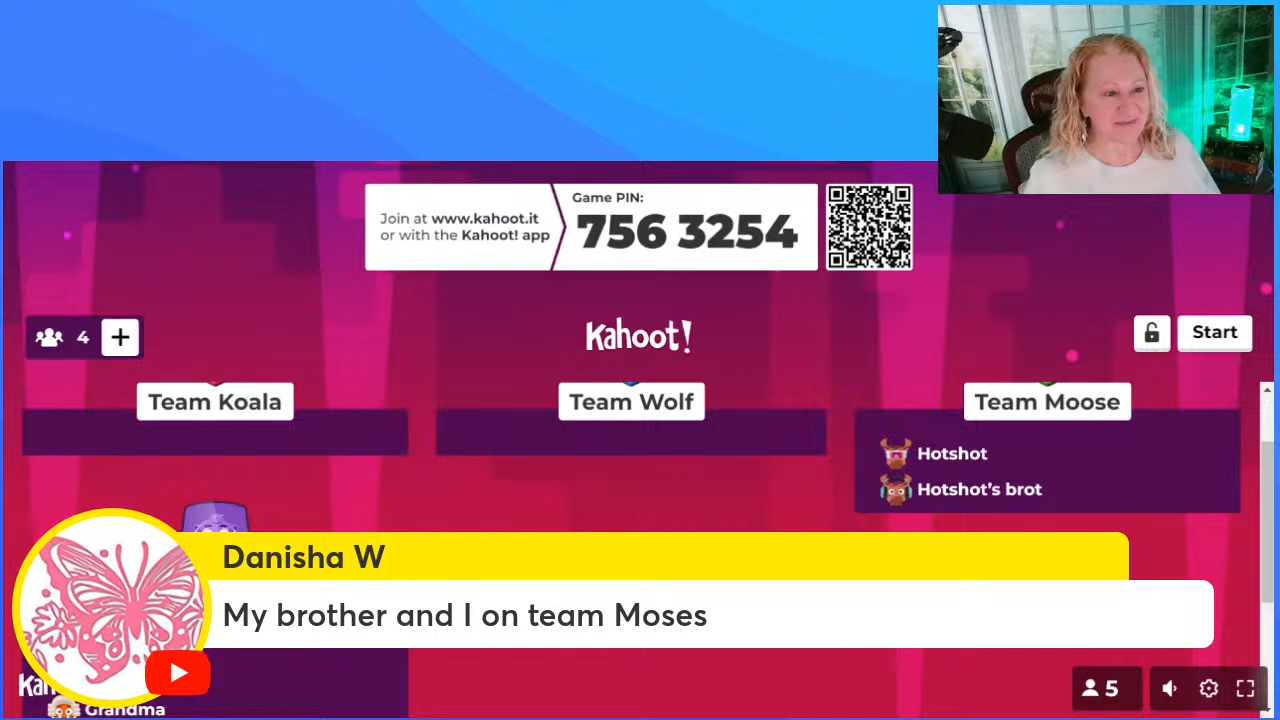 Join at www.kahoot.it
or with the Kahoot! app
Game PIN:
756 3254
4
+
Kahoot!
Start
Team Koala
Team Wolf
Team Moose
Hotshot
Hotshot's brot
Danisha W
My brother and I on team Moses
Kah
Grandma
5